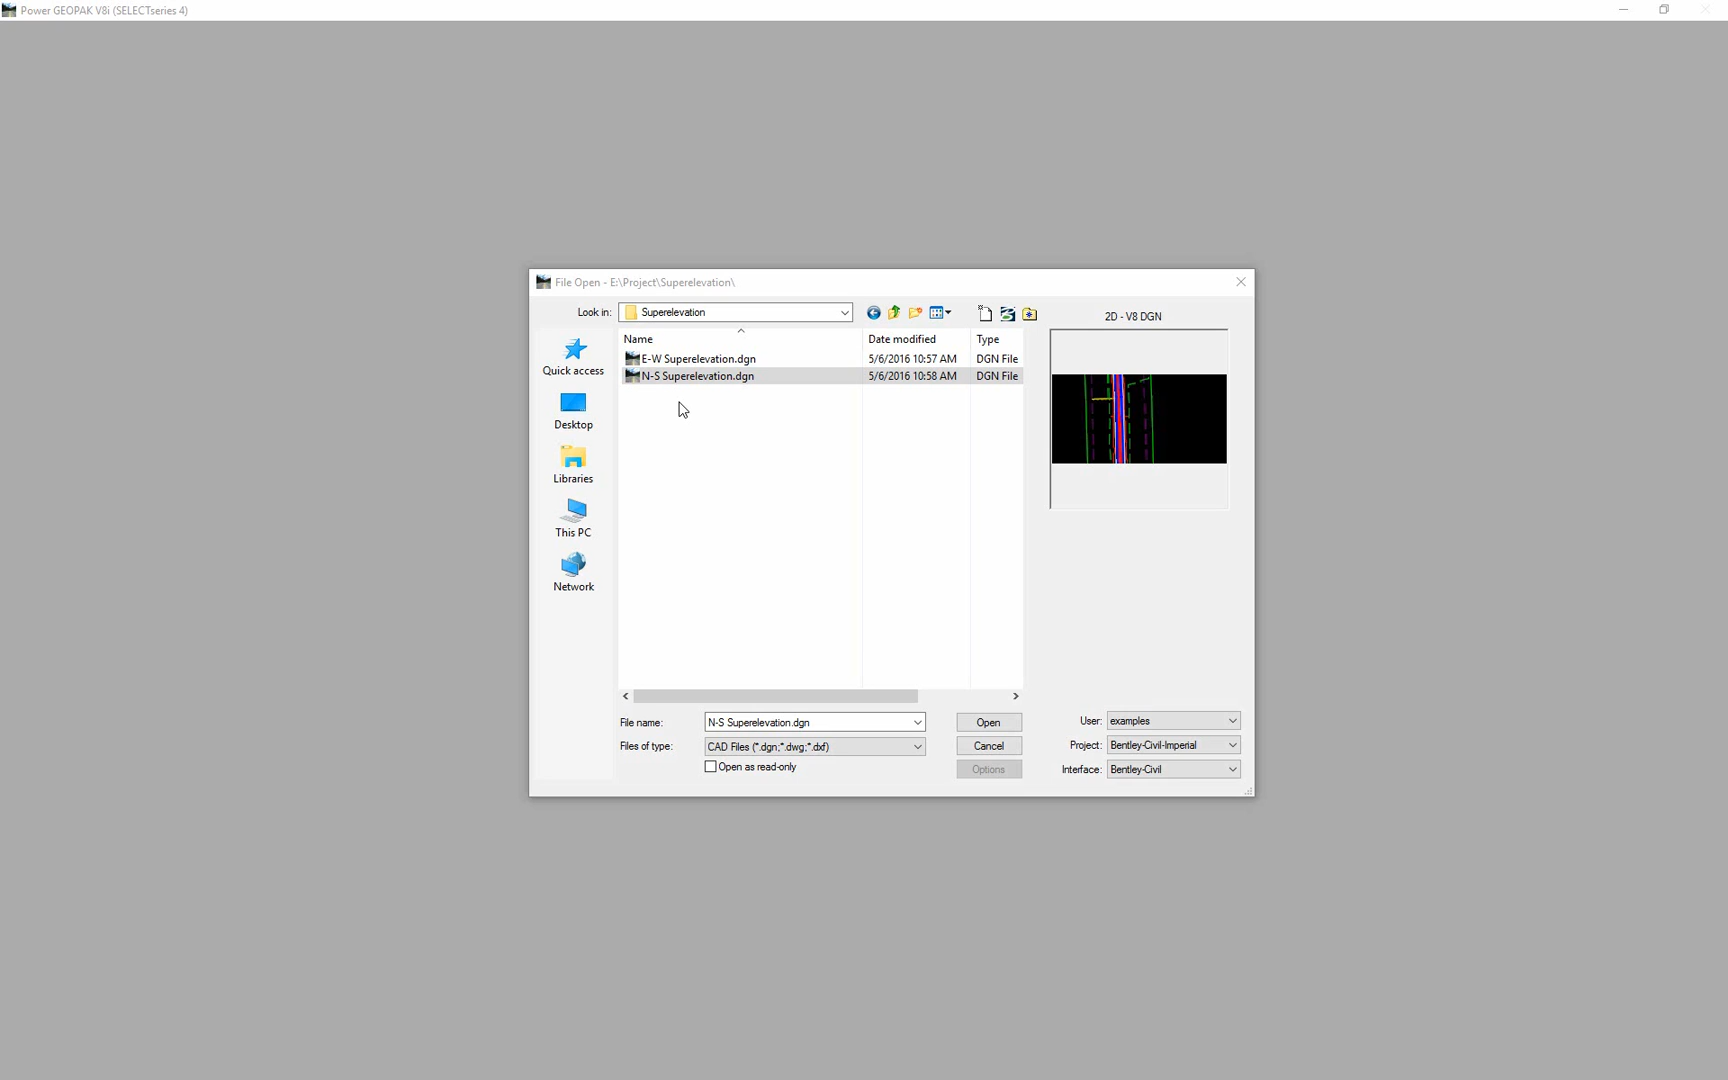 Power GEOPAK V8i (SELECTseries 4)
File Open - E:\Project\Superelevation\
Look in: Superelevation
2D - V8 DGN
Name Date modified Type
E-W Superelevation.dgn 5/6/2016 10:57 AM DGN File
N-S Superelevation.dgn 5/6/2016 10:58 AM DGN File
Quick access
Desktop
Libraries
This PC
Network
File name: N-S Superelevation.dgn Open
Files of type: CAD Files (*.dgn;*.dwg;*.dxf) Cancel
Open as read-only Options
User: examples
Project: Bentley-Civil-Imperial
Interface: Bentley-Civil